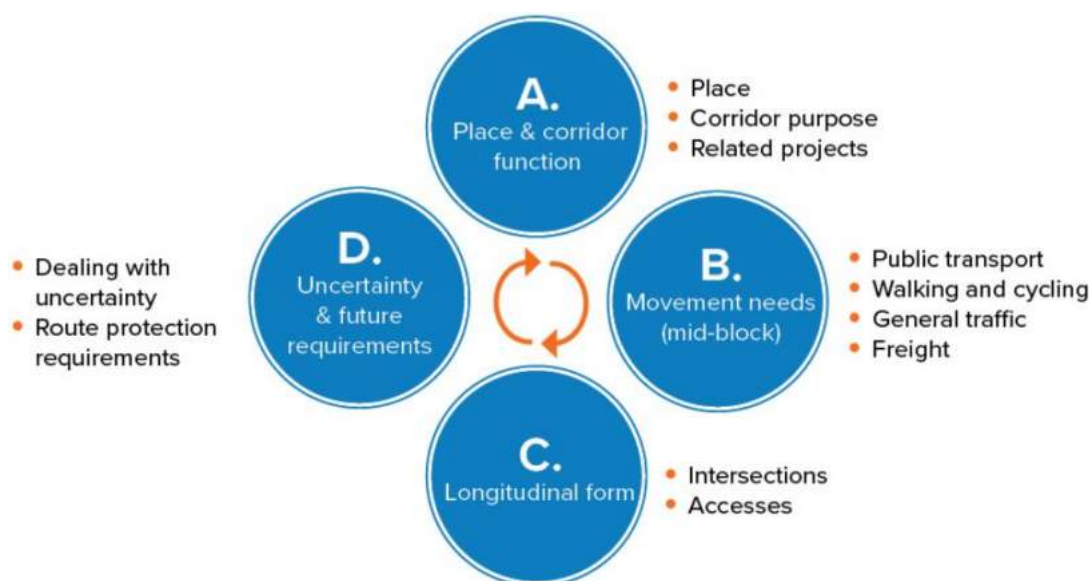 A.
Place & corridor
function
• Place
• Corridor purpose
• Related projects
B.
Movement needs
(mid-block)
• Public transport
• Walking and cycling
• General traffic
• Freight
C.
Longitudinal form
• Intersections
• Accesses
D.
Uncertainty
& future
requirements
• Dealing with
uncertainty
• Route protection
requirements